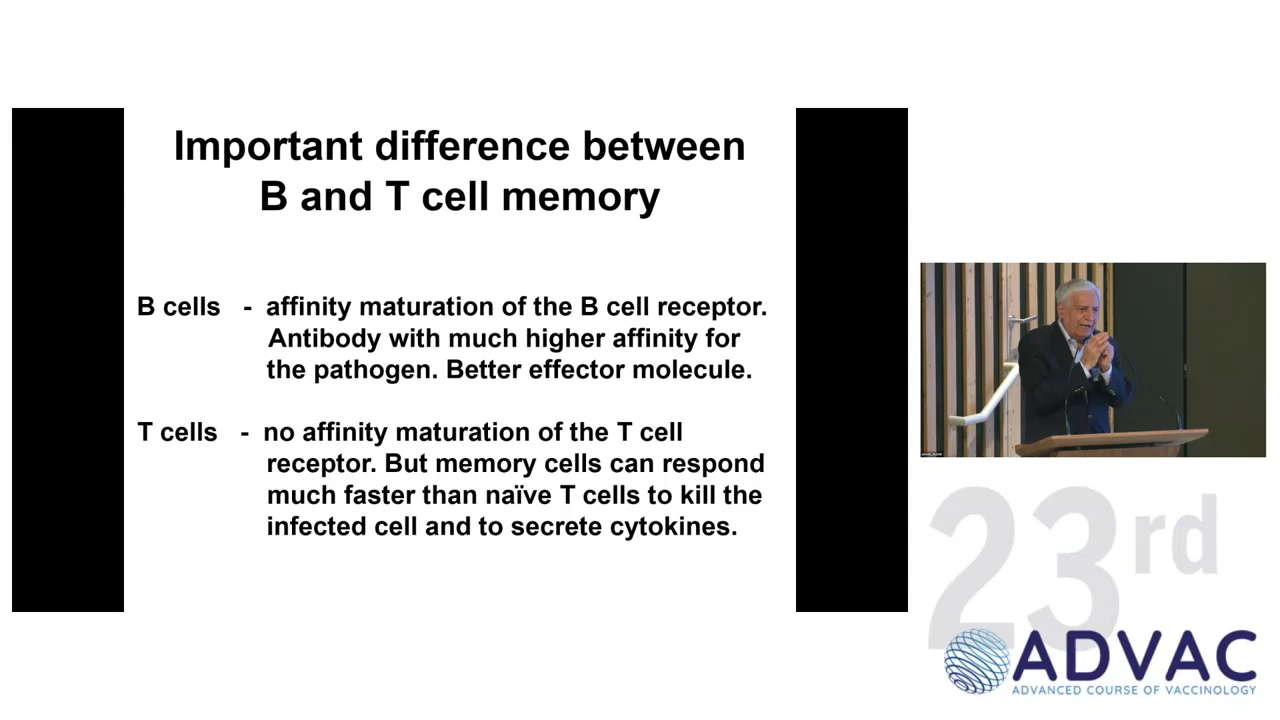 Important difference between
B and T cell memory
B cells - affinity maturation of the B cell receptor.
Antibody with much higher affinity for
the pathogen. Better effector molecule.
T cells - no affinity maturation of the T cell
receptor. But memory cells can respond
much faster than naïve T cells to kill the
infected cell and to secrete cytokines.
23rd
ADVAC
ADVANCED COURSE OF VACCINOLOGY